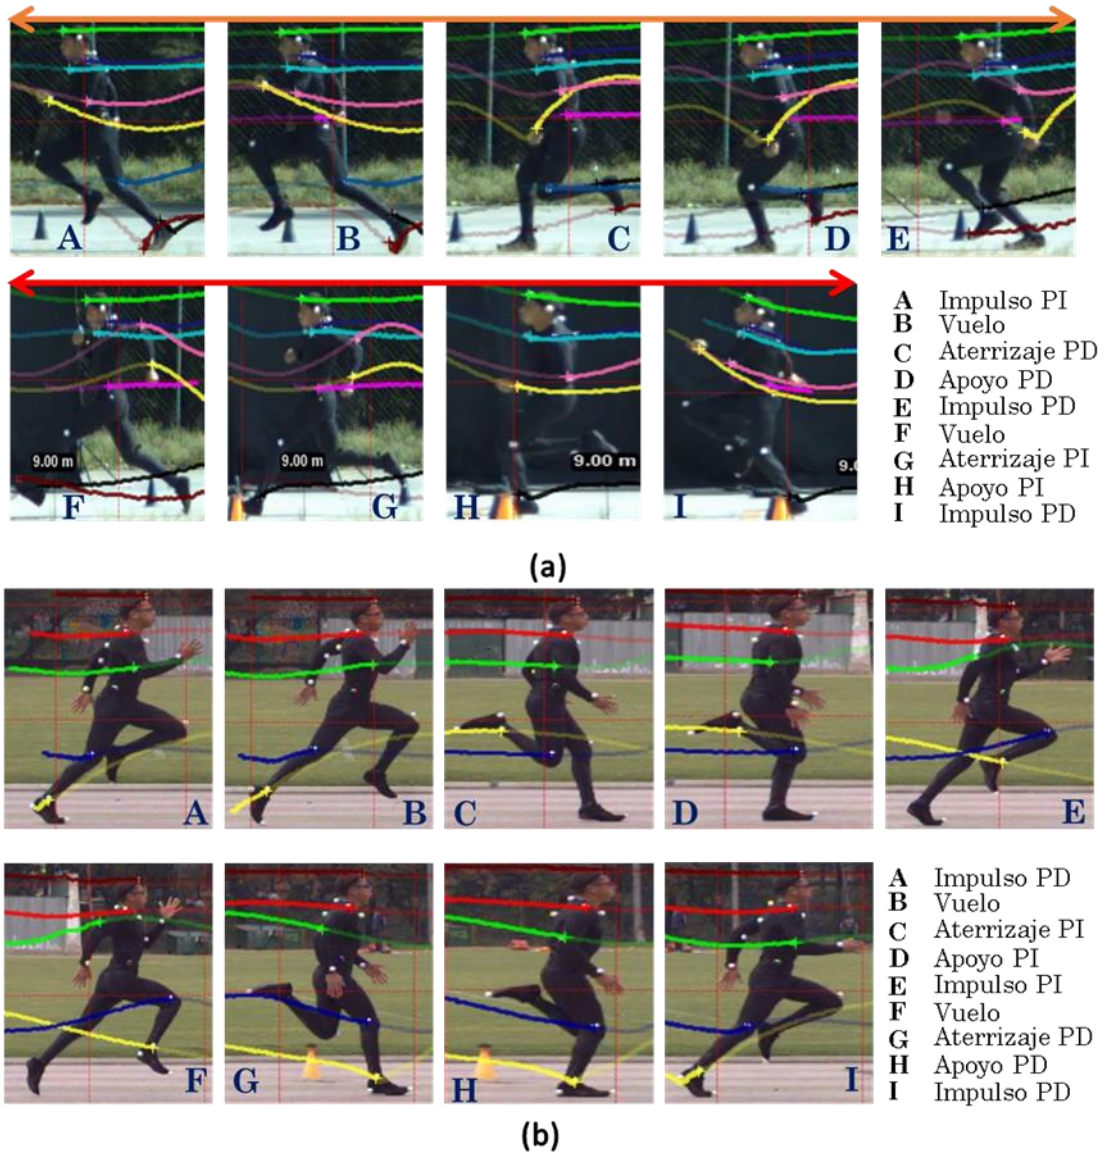 A
B
C
D
E
9.00 m
9.00 m
9.00 m
9.0
F
G
H
I
A Impulso PI
B Vuelo
C Aterrizaje PD
D Apoyo PD
E Impulso PD
F Vuelo
G Aterrizaje PI
H Apoyo PI
I Impulso PD
(a)
A
B
C
D
E
F
G
H
I
A Impulso PD
B Vuelo
C Aterrizaje PI
D Apoyo PI
E Impulso PI
F Vuelo
G Aterrizaje PD
H Apoyo PD
I Impulso PD
(b)